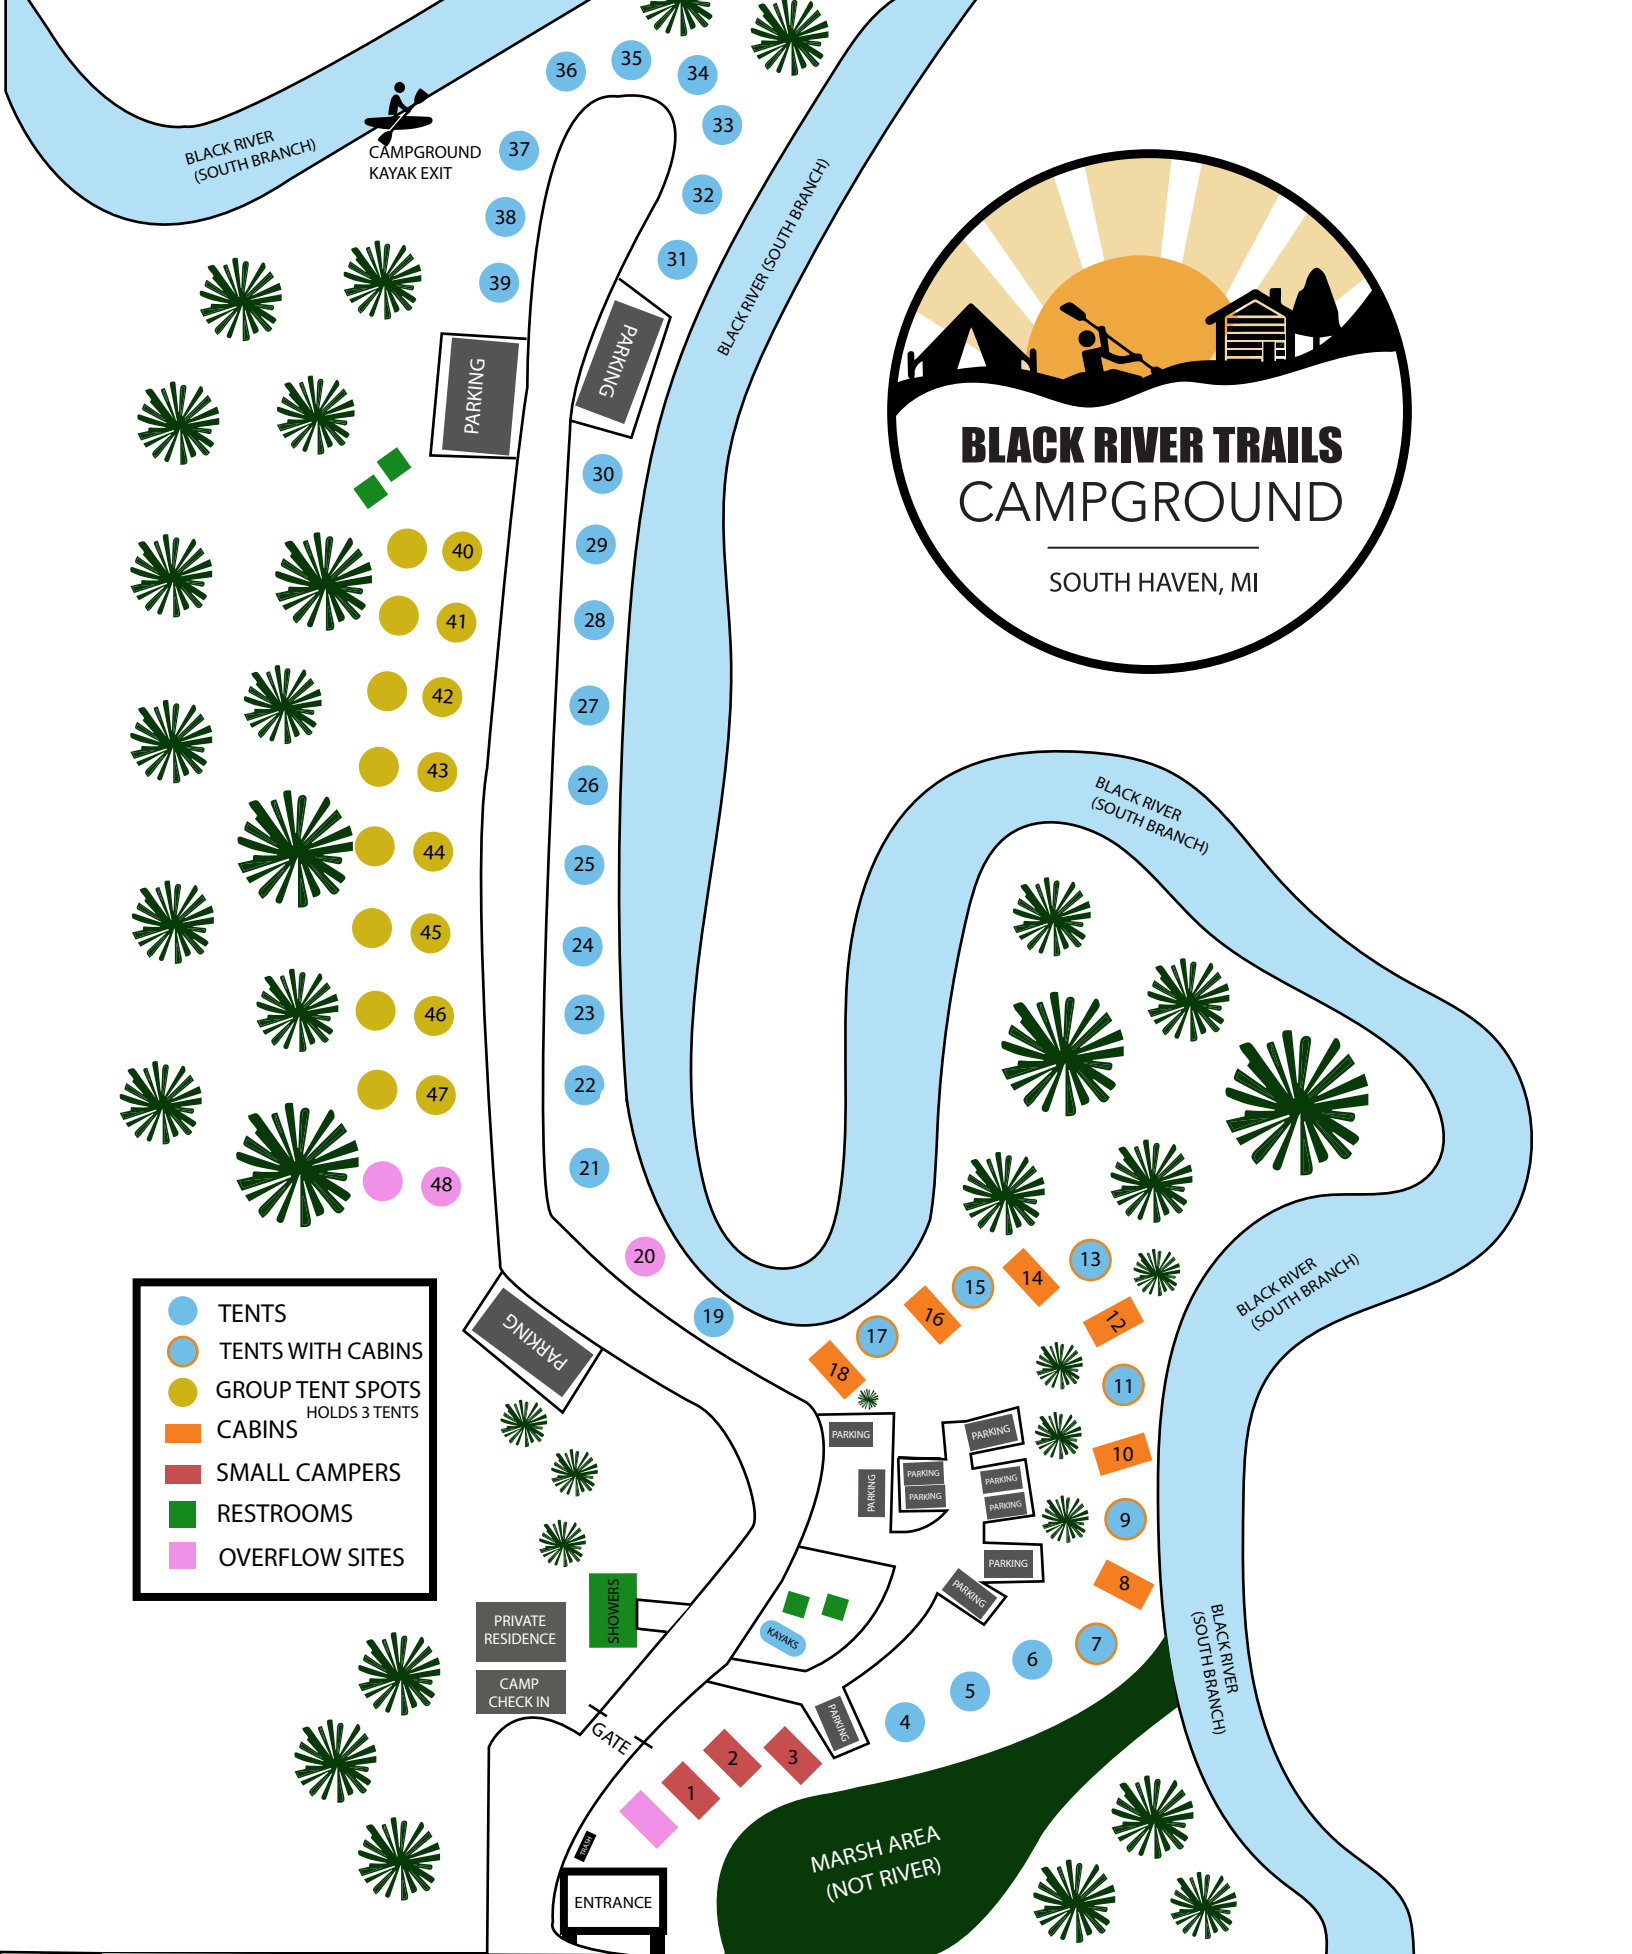 36
35
34
33
BLACK RIVER
(SOUTH BRANCH)
CAMPGROUND
KAYAK EXIT
37
32
38
31
39
BLACK RIVER (SOUTH BRANCH)
PARKING
PARKING
BLACK RIVER TRAILS
CAMPGROUND
SOUTH HAVEN, MI
30
40
29
41
28
42
27
43
26
BLACK RIVER
(SOUTH BRANCH)
44
25
45
24
46
23
47
22
48
21
20
19
PARKING
13
14
15
16
17
18
12
11
10
9
8
7
6
5
4
BLACK RIVER
(SOUTH BRANCH)
TENTS
TENTS WITH CABINS
GROUP TENT SPOTS
HOLDS 3 TENTS
CABINS
SMALL CAMPERS
RESTROOMS
OVERFLOW SITES
PARKING
PARKING
PARKING
PARKING
PARKING
PARKING
PARKING
PARKING
PARKING
SHOWERS
KAYAKS
PRIVATE
RESIDENCE
CAMP
CHECK IN
GATE
PARKING
3
2
1
BLACK RIVER
(SOUTH BRANCH)
TRASH
MARSH AREA
(NOT RIVER)
ENTRANCE